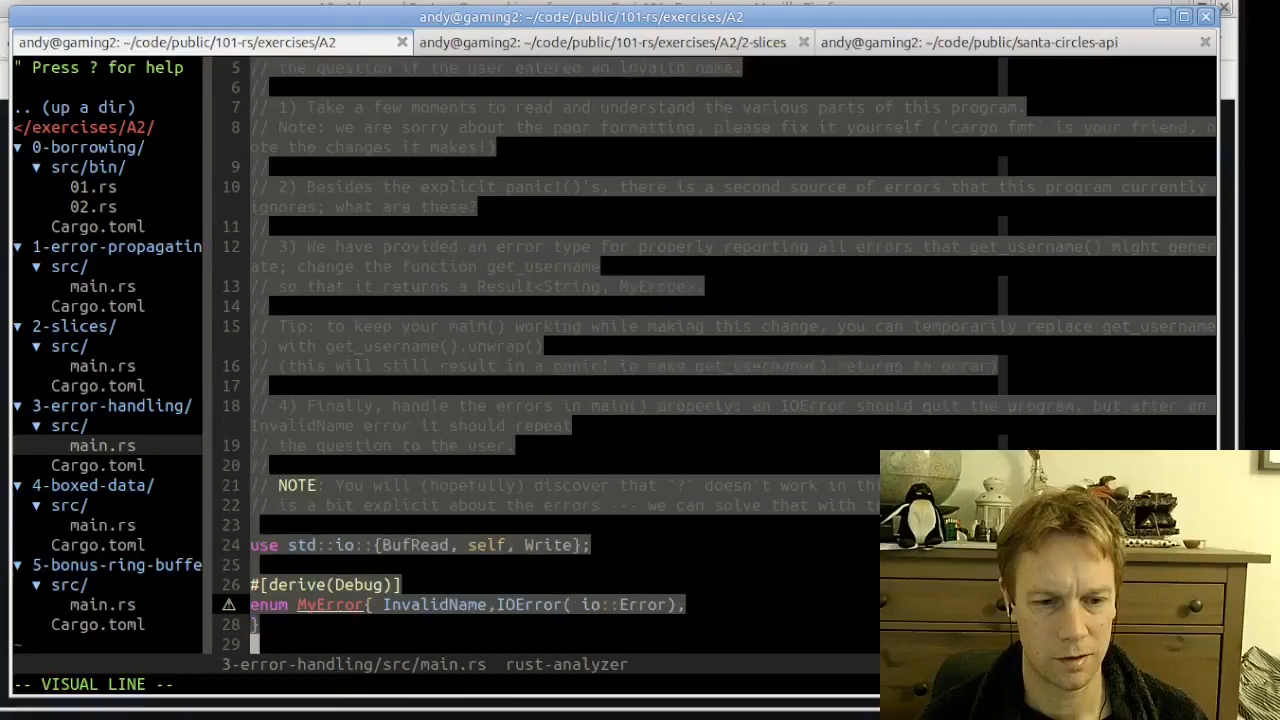 andy@gaming2: ~/code/public/101-rs/exercises/A2
andy@gaming2: ~/code/public/101-rs/exercises/A2
andy@gaming2: ~/code/public/101-rs/exercises/A2/2-slices
andy@gaming2: ~/code/public/santa-circles-api
" Press ? for help
.. (up a dir)
</exercises/A2/
▼ 0-borrowing/
▼ src/bin/
01.rs
02.rs
Cargo.toml
▼ 1-error-propagatin
▼ src/
main.rs
Cargo.toml
▼ 2-slices/
▼ src/
main.rs
Cargo.toml
▼ 3-error-handling/
▼ src/
main.rs
Cargo.toml
▼ 4-boxed-data/
▼ src/
main.rs
Cargo.toml
▼ 5-bonus-ring-buffe
▼ src/
main.rs
Cargo.toml
~
5 // the question if the user entered an invalid name.
6 //
7 // 1) Take a few moments to read and understand the various parts of this program.
8 // Note: we are sorry about the poor formatting, please fix it yourself ('cargo fmt' is your friend, n
ote the changes it makes!)
9 //
10 // 2) Besides the explicit panic!()'s, there is a second source of errors that this program currently
ignores; what are these?
11 //
12 // 3) We have provided an error type for properly reporting all errors that get_username() might gener
ate; change the function get_username
13 // so that it returns a Result<String, MyError>.
14 //
15 // Tip: to keep your main() working while making this change, you can temporarily replace get_username
() with get_username().unwrap()
16 // (this will still result in a panic! in make get_username() returns an error)
17 //
18 // 4) Finally, handle the errors in main() properly: an IOError should quit the program, but after an
InvalidName error it should repeat
19 // the question to the user.
20 //
21 // NOTE: You will (hopefully) discover that "?" doesn't work in thi
22 // is a bit explicit about the errors --- we can solve that with t
23
24 use std::io::{BufRead, self, Write};
25
26 #[derive(Debug)]
⚠ enum MyError{ InvalidName,IOError( io::Error),
28 }
29
3-error-handling/src/main.rs rust-analyzer
-- VISUAL LINE --